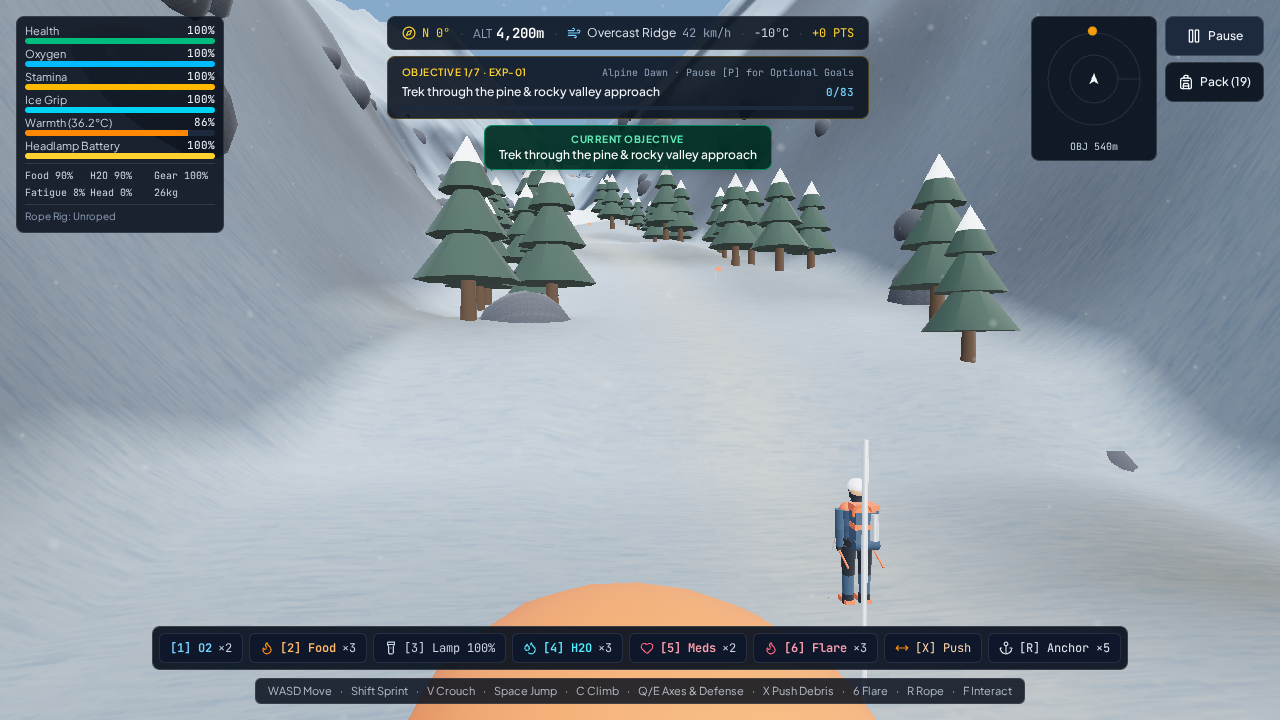 Health 100%
Oxygen 100%
Stamina 100%
Ice Grip 100%
Warmth (36.2°C) 86%
Headlamp Battery 100%
Food 90% H2O 90% Gear 100%
Fatigue 8% Head 0% 26kg
Rope Rig: Unroped
N 0° · ALT 4,200m · Overcast Ridge 42 km/h · -10°C · +0 PTS
OBJECTIVE 1/7 · EXP-01 Alpine Dawn · Pause [P] for Optional Goals
Trek through the pine & rocky valley approach 0/83
CURRENT OBJECTIVE
Trek through the pine & rocky valley approach
OBJ 540m
Pause
Pack (19)
[1] O2 ×2 [2] Food ×3 [3] Lamp 100% [4] H2O ×3 [5] Meds ×2 [6] Flare ×3 [X] Push [R] Anchor ×5
WASD Move · Shift Sprint · V Crouch · Space Jump · C Climb · Q/E Axes & Defense · X Push Debris · 6 Flare · R Rope · F Interact